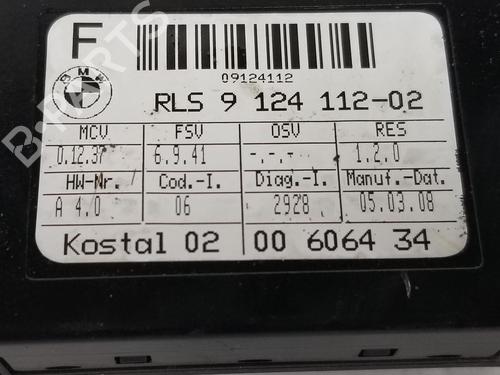 F
09124112
BMW
RLS 9 124 112-02
MCV FSV OSV RES
0.12.37 6.9.41 -.-.- 1.2.0
HW-Nr. Cod.-I. Diag.-I. Manuf.-Dat.
A 4.0 06 2928 05.03.08
Kostal 02 00 6064 34
B-PARTS